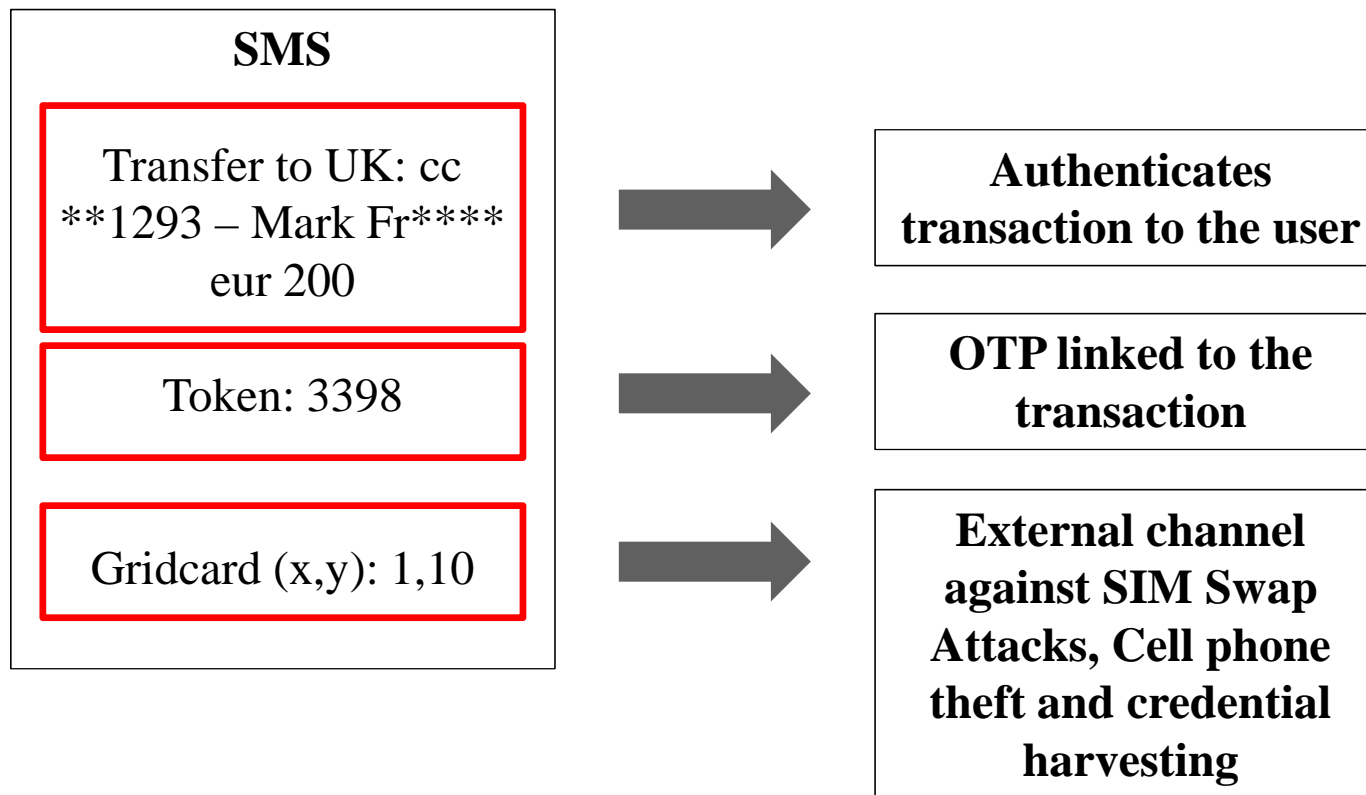 SMS
Transfer to UK: cc
**1293 – Mark Fr****
eur 200
Token: 3398
Gridcard (x,y): 1,10
Authenticates
transaction to the user
OTP linked to the
transaction
External channel
against SIM Swap
Attacks, Cell phone
theft and credential
harvesting